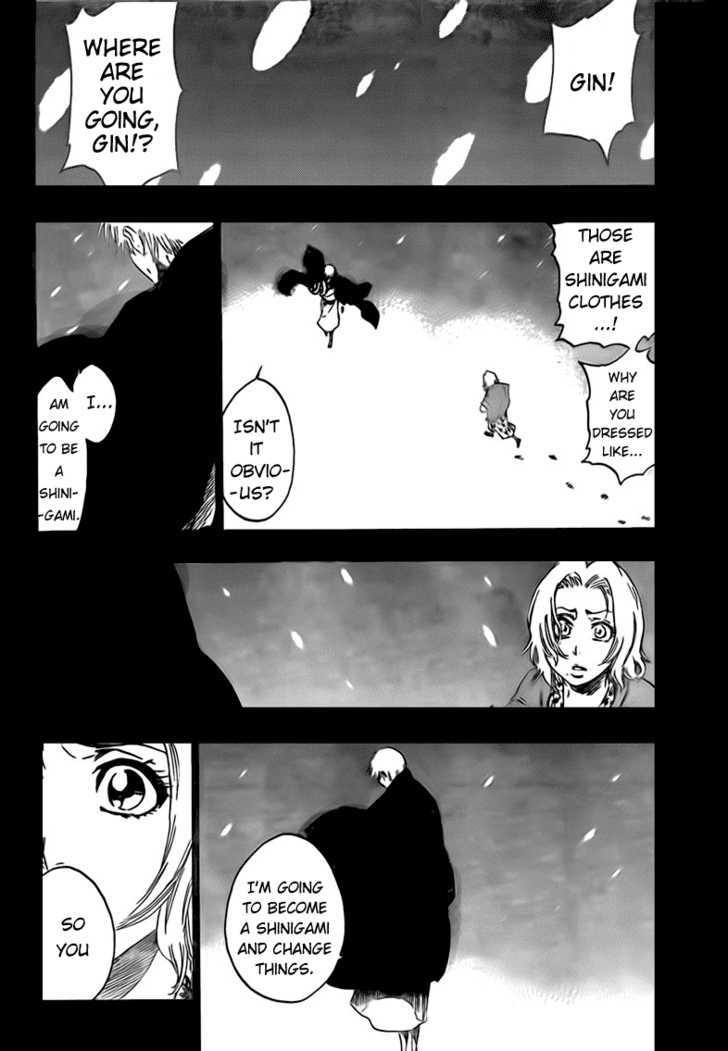 GIN!
WHERE
ARE
YOU
GOING,
GIN!?
THOSE
ARE
SHINIGAMI
CLOTHES
...!
WHY
ARE
YOU
DRESSED
LIKE...
ISN'T
IT
OBVIO-
-US?
I...
AM
GOING
TO BE
A
SHINI-
-GAMI.
I'M GOING
TO BECOME
A SHINIGAMI
AND CHANGE
THINGS.
SO
YOU